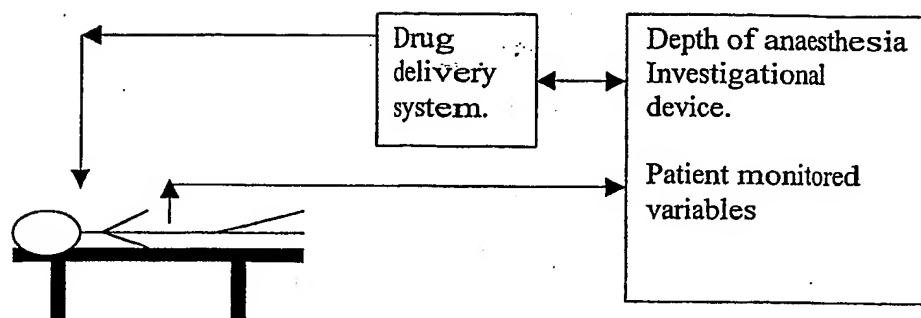 Drug
delivery
system.
Depth of anaesthesia
Investigational
device.
Patient monitored
variables